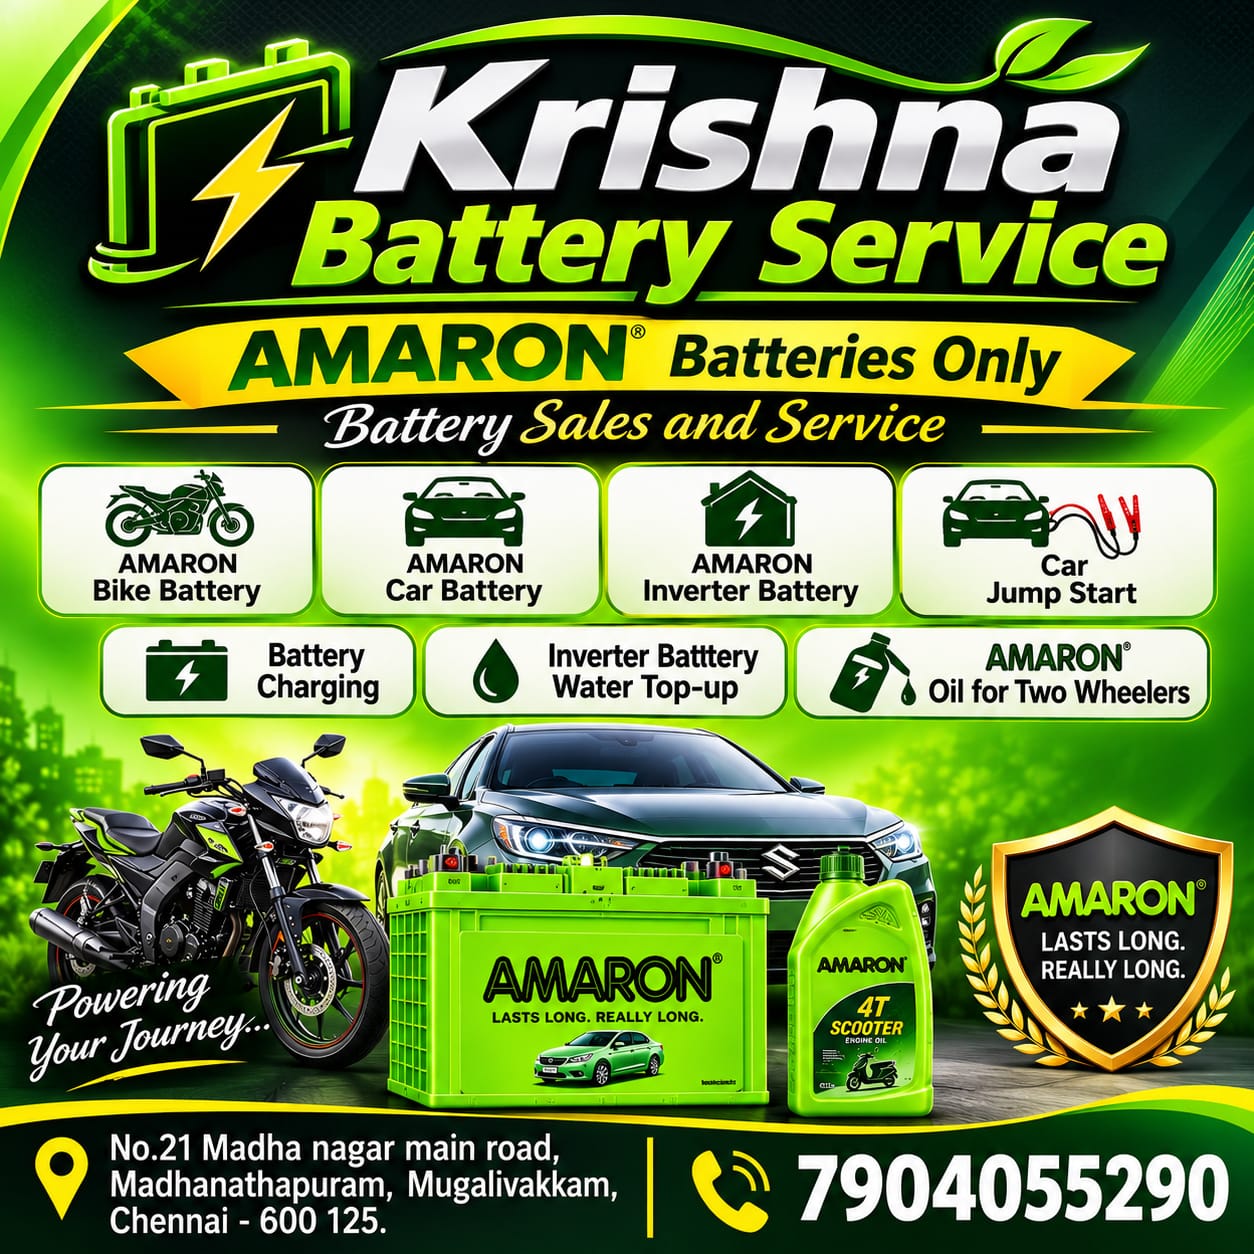 Krishna
Battery Service
AMARON® Batteries Only
Battery Sales and Service
AMARON
Bike Battery
AMARON
Car Battery
AMARON
Inverter Battery
Car
Jump Start
Battery
Charging
Inverter Batttery
Water Top-up
AMARON®
Oil for Two Wheelers
Powering
Your Journey...
AMARON®
LASTS LONG. REALLY LONG.
AMARON
4T
SCOOTER
ENGINE OIL
AMARON®
LASTS LONG.
REALLY LONG.
No.21 Madha nagar main road,
Madhanathapuram, Mugalivakkam,
Chennai - 600 125.
7904055290